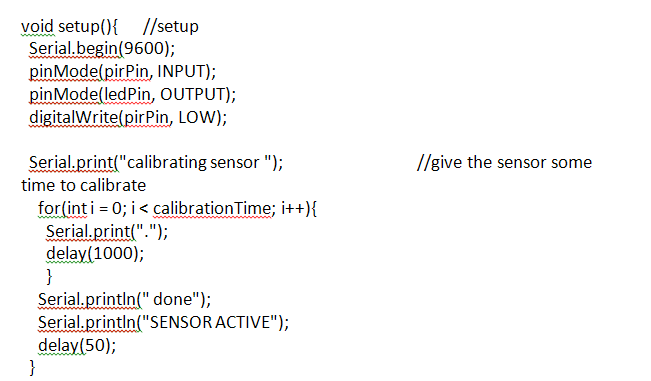 void setup(){ //setup
Serial.begin(9600);
pinMode(pirPin, INPUT);
pinMode(ledPin, OUTPUT);
digitalWrite(pirPin, LOW);
Serial.print("calibrating sensor "); //give the sensor some
time to calibrate
for(int i = 0; i < calibrationTime; i++){
Serial.print(".");
delay(1000);
}
Serial.println(" done");
Serial.println("SENSOR ACTIVE");
delay(50);
}